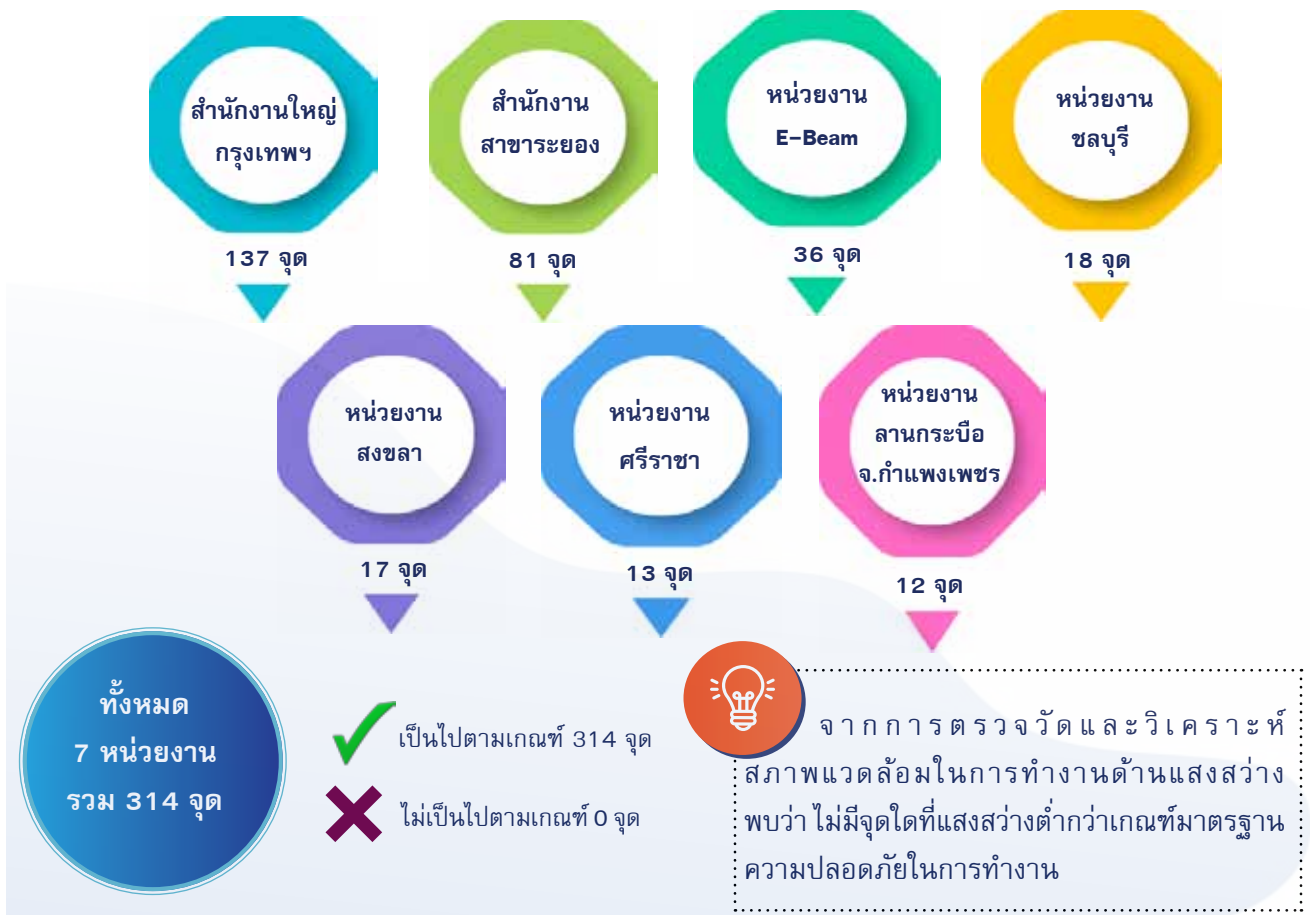 สำนักงานใหญ่
กรุงเทพฯ
137 จุด
สำนักงาน
สาขาระยอง
81 จุด
หน่วยงาน
E-Beam
36 จุด
หน่วยงาน
ชลบุรี
18 จุด
หน่วยงาน
สงขลา
17 จุด
หน่วยงาน
ศรีราชา
13 จุด
หน่วยงาน
ลานกระบือ
จ.กำแพงเพชร
12 จุด
ทั้งหมด
7 หน่วยงาน
รวม 314 จุด
เป็นไปตามเกณฑ์ 314 จุด
ไม่เป็นไปตามเกณฑ์ 0 จุด
จากการตรวจวัดและวิเคราะห์
สภาพแวดล้อมในการทำงานด้านแสงสว่าง
พบว่า ไม่มีจุดใดที่แสงสว่างต่ำกว่าเกณฑ์มาตรฐาน
ความปลอดภัยในการทำงาน